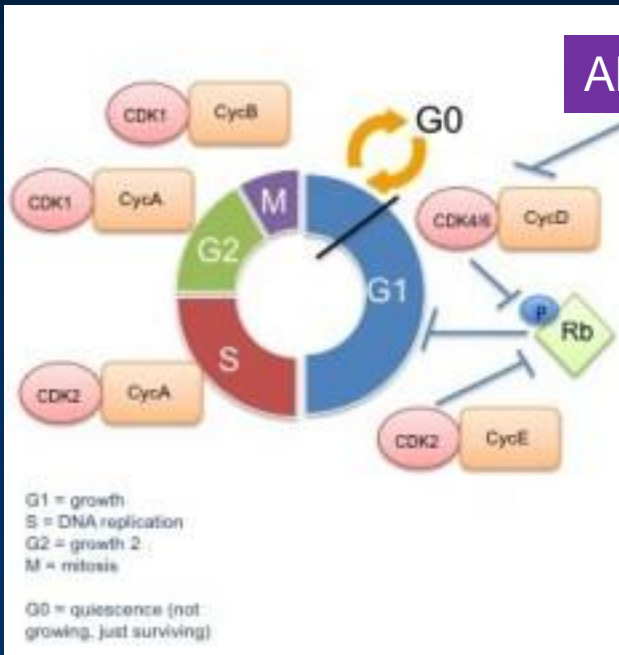 CDK1
CycB
G0
CDK1
CycA
M
G2
G1
S
CDK4/6
CycD
P
Rb
CDK2
CycA
CDK2
CycE
G1 = growth
S = DNA replication
G2 = growth 2
M = mitosis
G0 = quiescence (not
growing, just surviving)